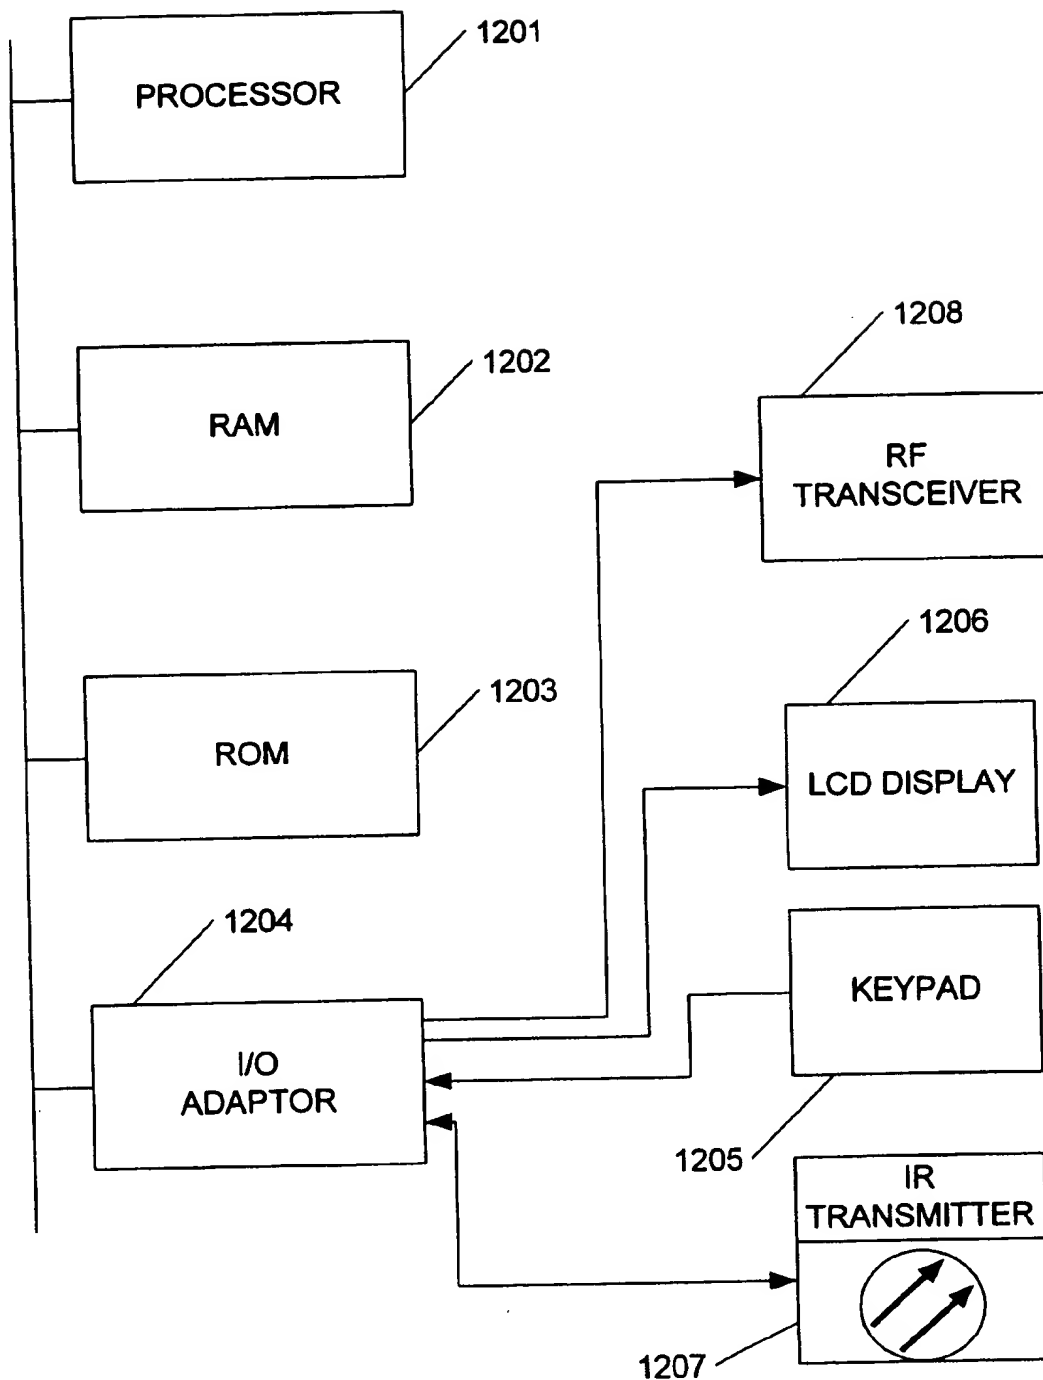 1201
PROCESSOR
1202
RAM
1208
RF
TRANSCEIVER
1206
LCD DISPLAY
1203
ROM
1204
I/O
ADAPTOR
KEYPAD
1205
IR
TRANSMITTER
1207